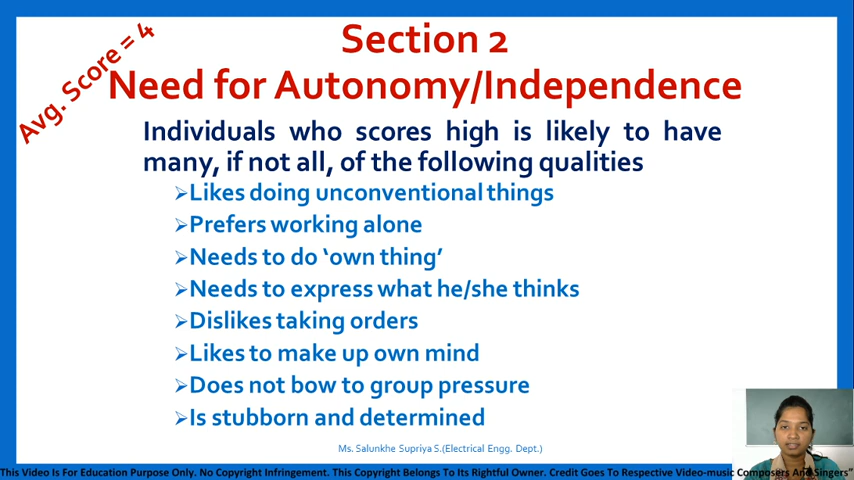 Avg. Score = 4
Section 2
Need for Autonomy/Independence
Individuals who scores high is likely to have
many, if not all, of the following qualities
➢Likes doing unconventional things
➢Prefers working alone
➢Needs to do ‘own thing’
➢Needs to express what he/she thinks
➢Dislikes taking orders
➢Likes to make up own mind
➢Does not bow to group pressure
➢Is stubborn and determined
Ms. Salunkhe Supriya S.(Electrical Engg. Dept.)
This Video Is For Education Purpose Only. No Copyright Infringement. This Copyright Belongs To Its Rightful Owner. Credit Goes To Respective Video-music Composers And Singers”